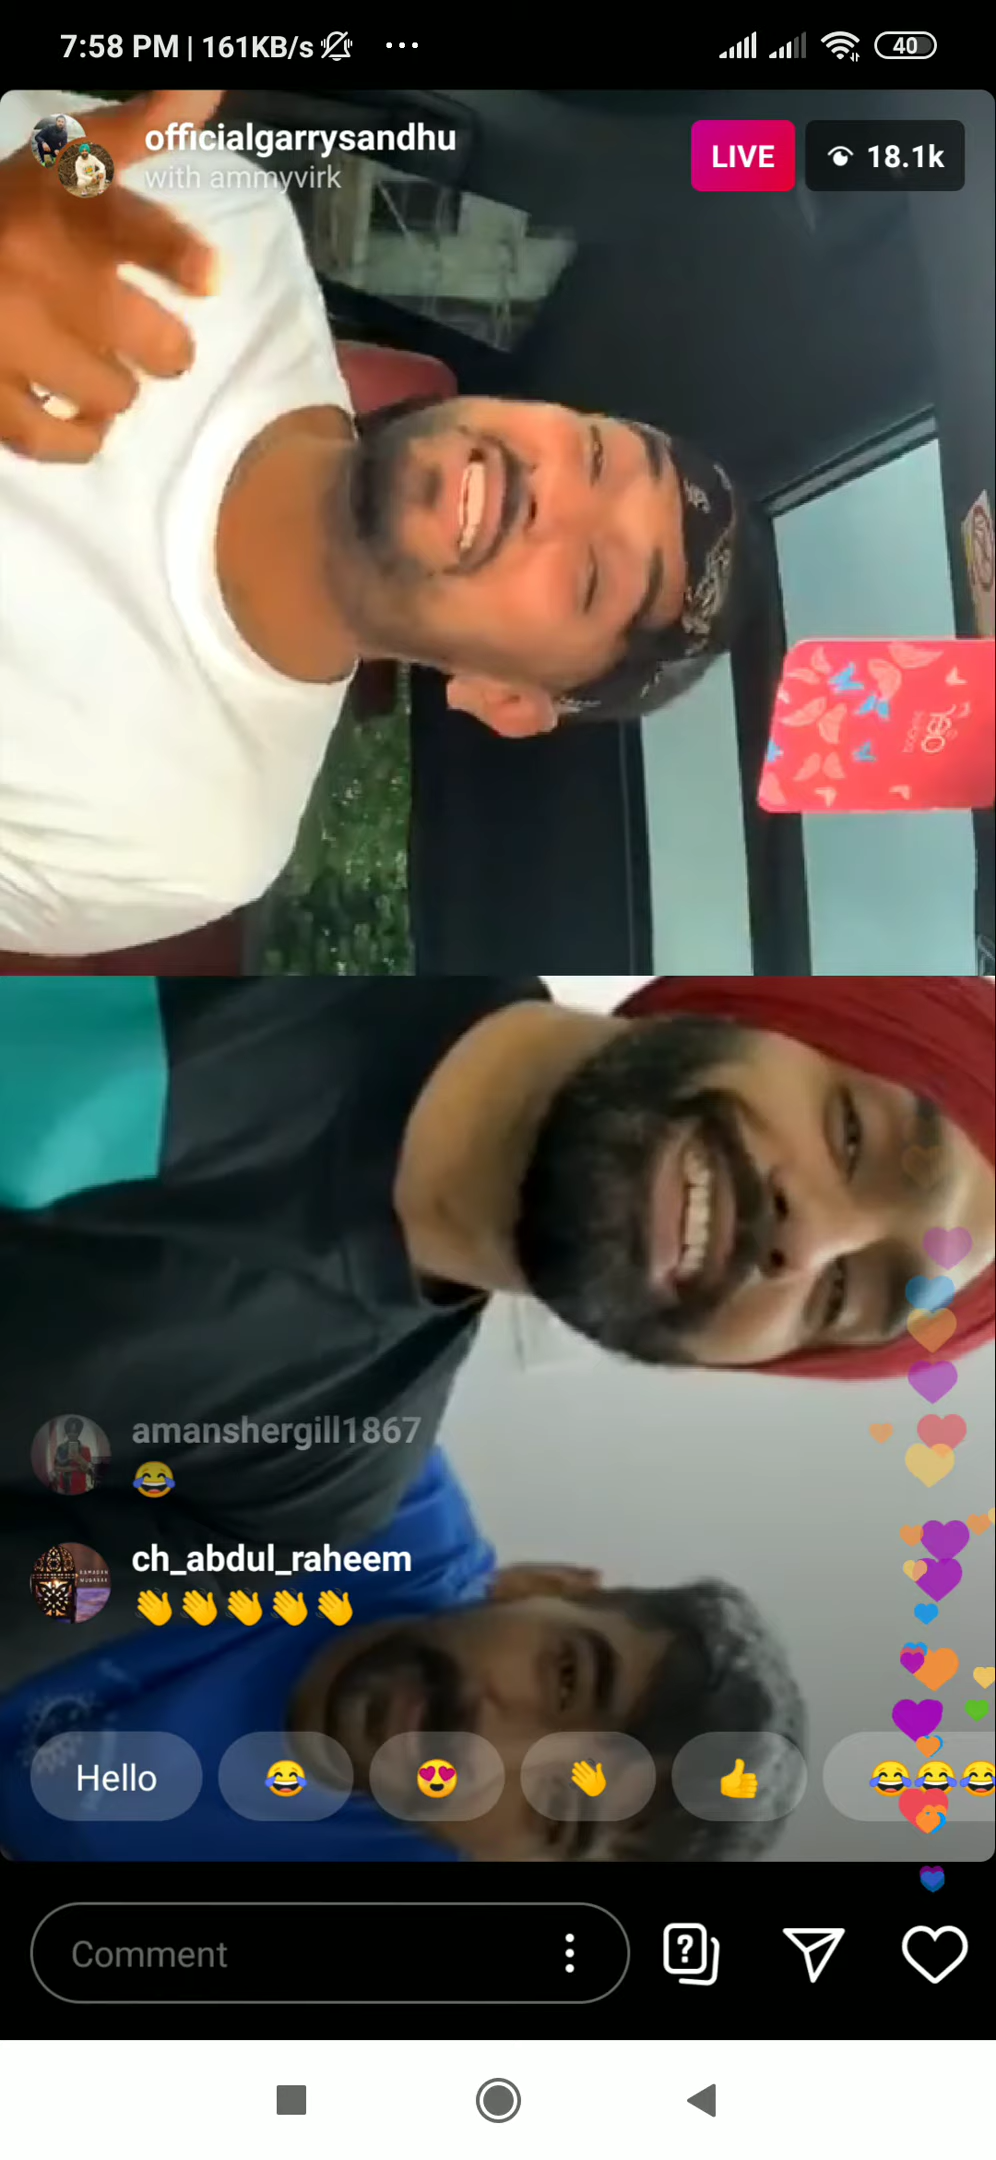 7:58 PM | 161KB/s
40
officialgarrysandhu
with ammyvirk
LIVE
18.1k
amanshergill1867
😂
ch_abdul_raheem
👋👋👋👋👋
Hello 😂 😍 👋 👍 😂😂😂
Comment